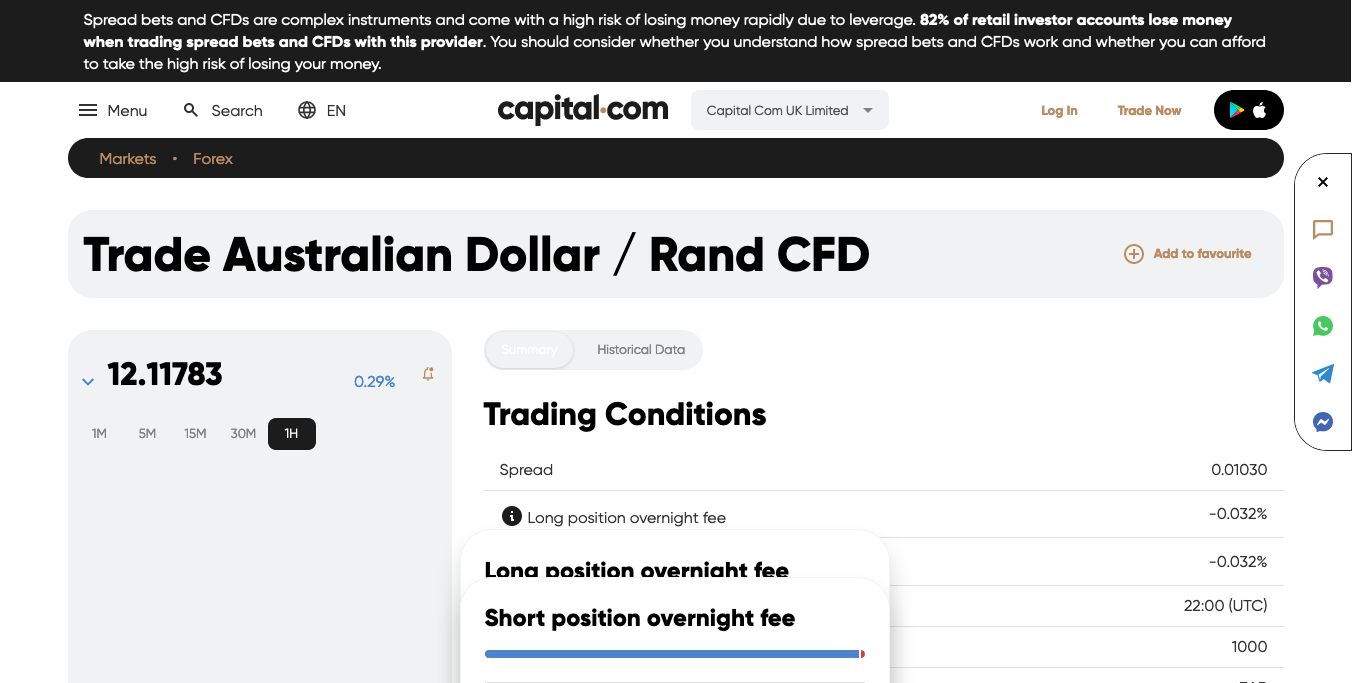 Spread bets and CFDs are complex instruments and come with a high risk of losing money rapidly due to leverage. 82% of retail investor accounts lose money
when trading spread bets and CFDs with this provider. You should consider whether you understand how spread bets and CFDs work and whether you can afford
to take the high risk of losing your money.
Menu Search EN capital.com Capital Com UK Limited Log In Trade Now
Markets • Forex
Trade Australian Dollar / Rand CFD Add to favourite
12.11783 0.29%
1M 5M 15M 30M 1H
Summary Historical Data
Trading Conditions
Spread 0.01030
Long position overnight fee -0.032%
Long position overnight fee
-0.032%
Short position overnight fee
22:00 (UTC)
1000